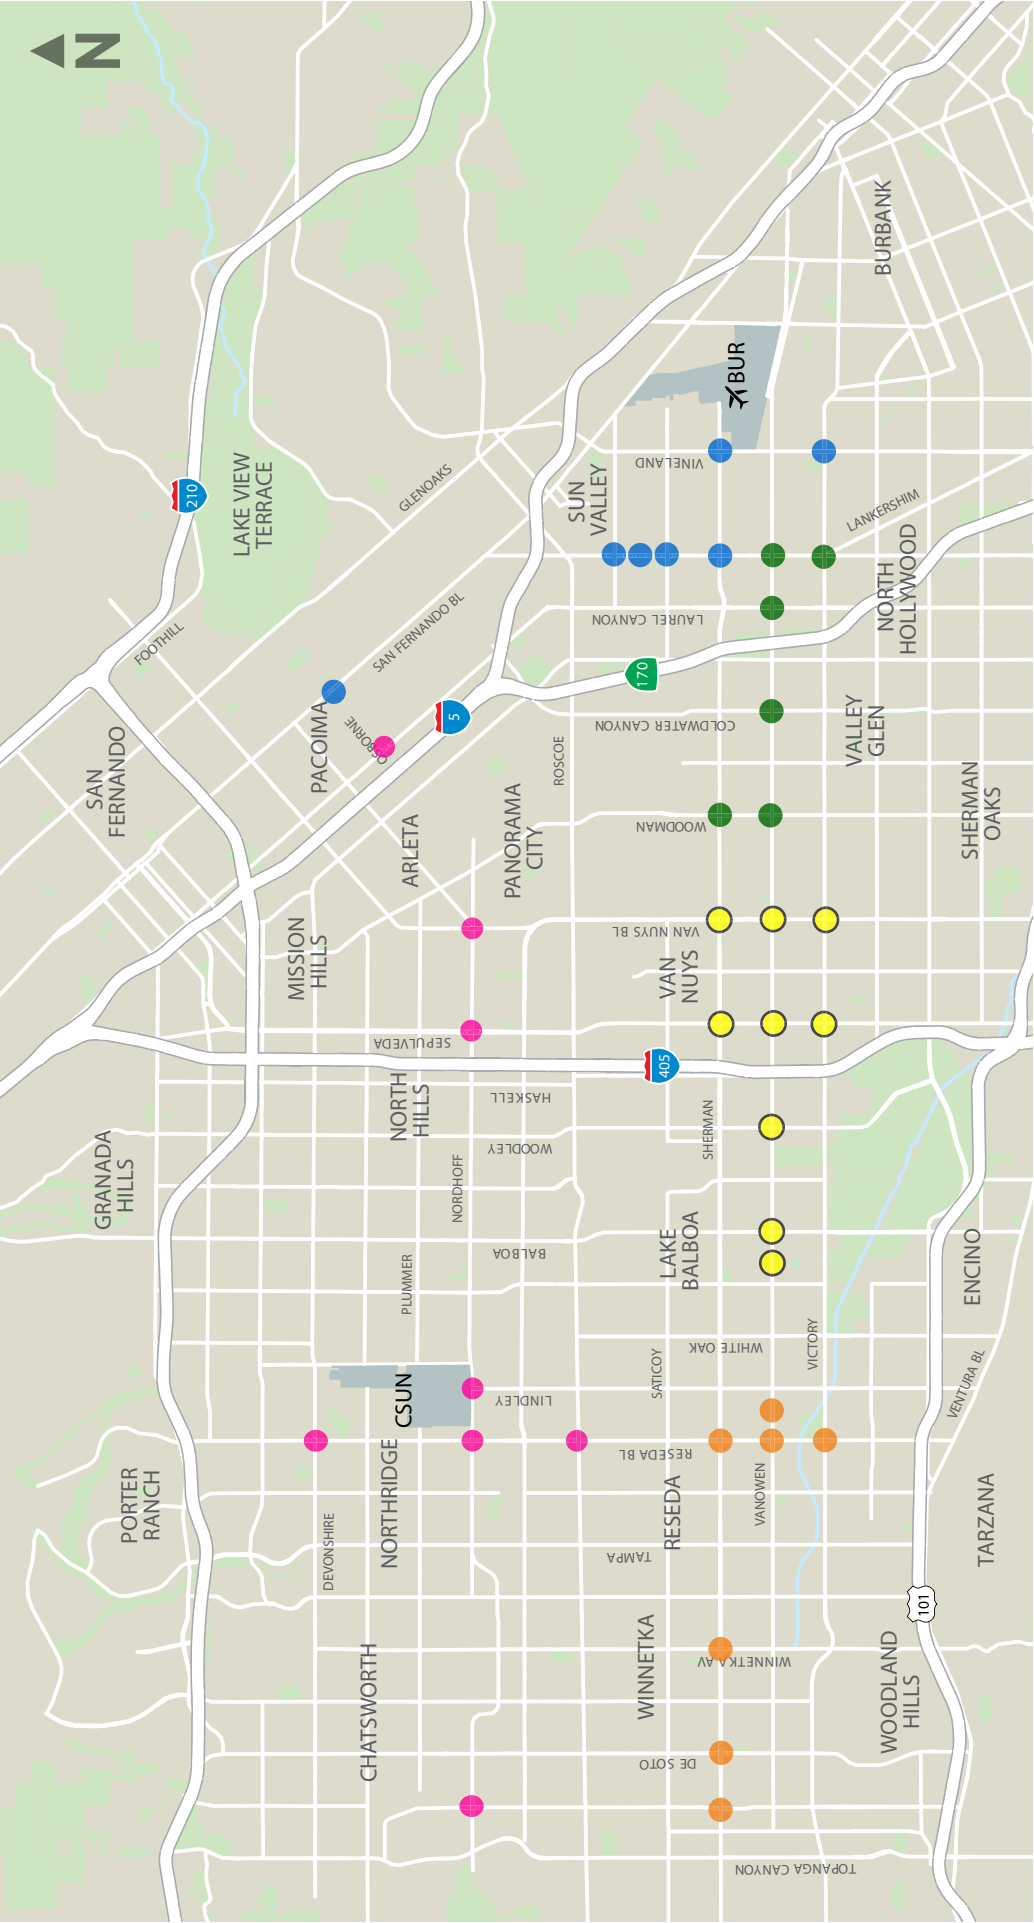 N
210
LAKE VIEW
TERRACE
FOOTHILL
GLENOAKS
SAN FERNANDO BL
SAN
FERNANDO
PACOIMA
OSBORNE
5
ARLETA
PANORAMA
CITY
ROSCOE
SUN
VALLEY
BUR
BURBANK
VINELAND
LANKERSHIM
NORTH
HOLLYWOOD
LAUREL CANYON
170
COLDWATER CANYON
VALLEY
GLEN
WOODMAN
SHERMAN
OAKS
MISSION
HILLS
VAN NUYS BL
VAN
NUYS
SEPULVEDA
405
NORTH
HILLS
HASKELL
WOODLEY
SHERMAN
GRANADA
HILLS
NORDHOFF
BALBOA
LAKE
BALBOA
PLUMMER
ENCINO
WHITE OAK
VICTORY
SATICOY
VENTURA BL
CSUN
LINDLEY
RESEDA BL
NORTHRIDGE
RESEDA
VANOWEN
PORTER
RANCH
DEVONSHIRE
TAMPA
TARZANA
101
WINNETKA
WINNETKA AV
CHATSWORTH
WOODLAND
HILLS
DE SOTO
TOPANGA CANYON